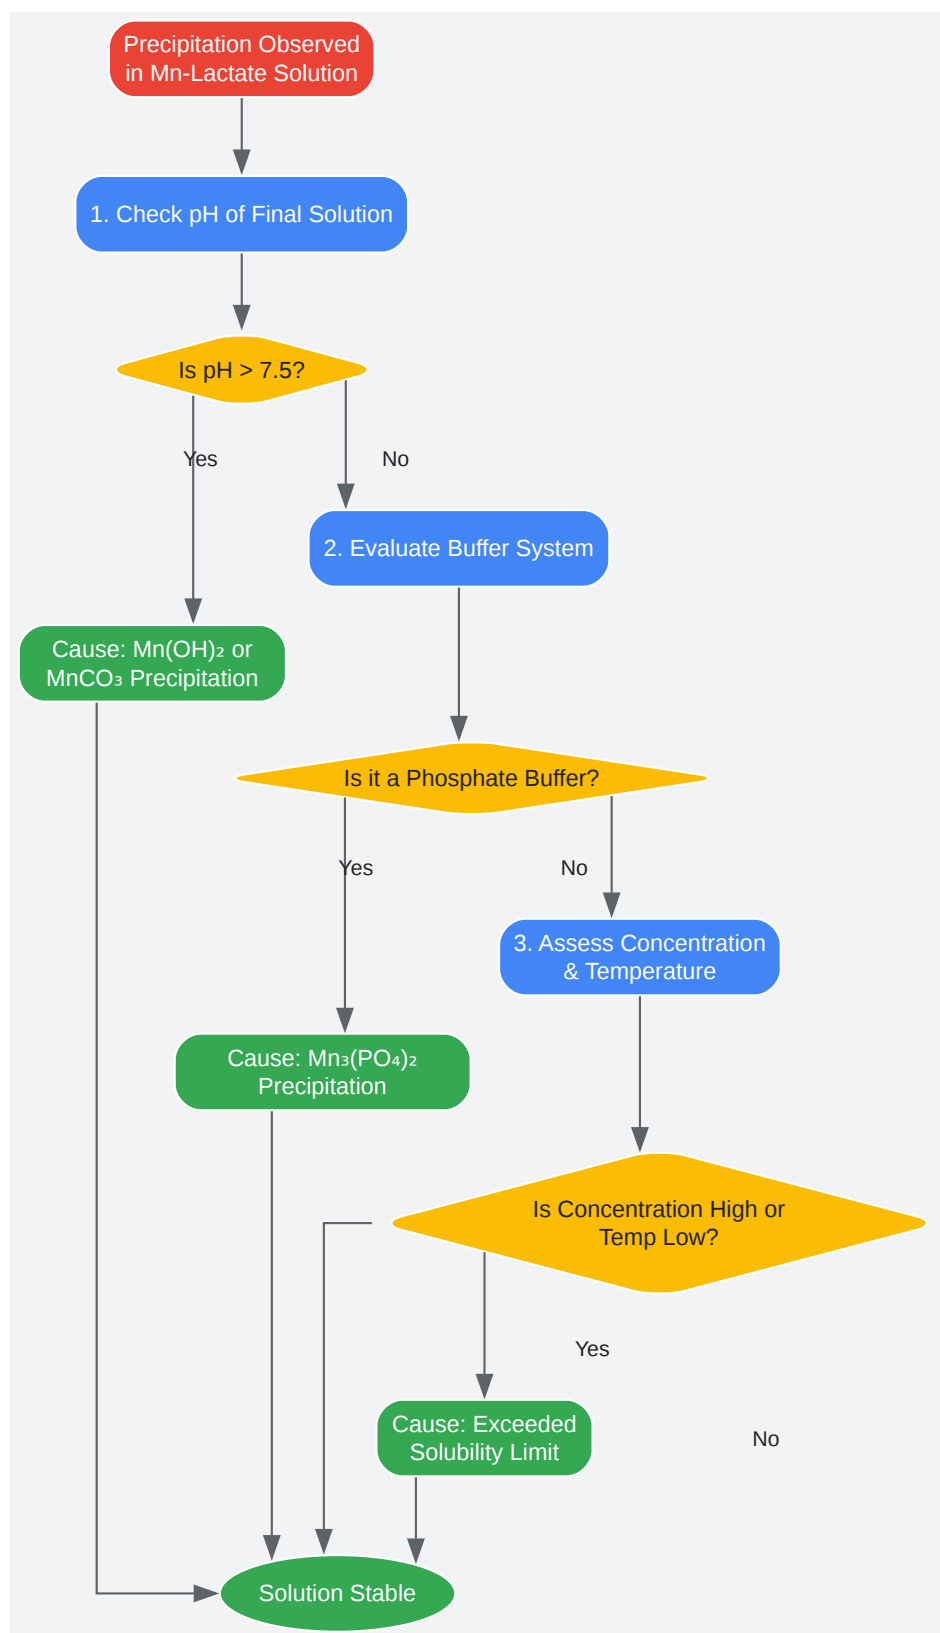 Precipitation Observed
in Mn-Lactate Solution
1. Check pH of Final Solution
Is pH > 7.5?
Yes
No
2. Evaluate Buffer System
Cause: Mn(OH)₂ or
MnCO₃ Precipitation
Is it a Phosphate Buffer?
Yes
No
3. Assess Concentration
& Temperature
Cause: Mn₃(PO₄)₂
Precipitation
Is Concentration High or
Temp Low?
Yes
Cause: Exceeded
Solubility Limit
No
Solution Stable